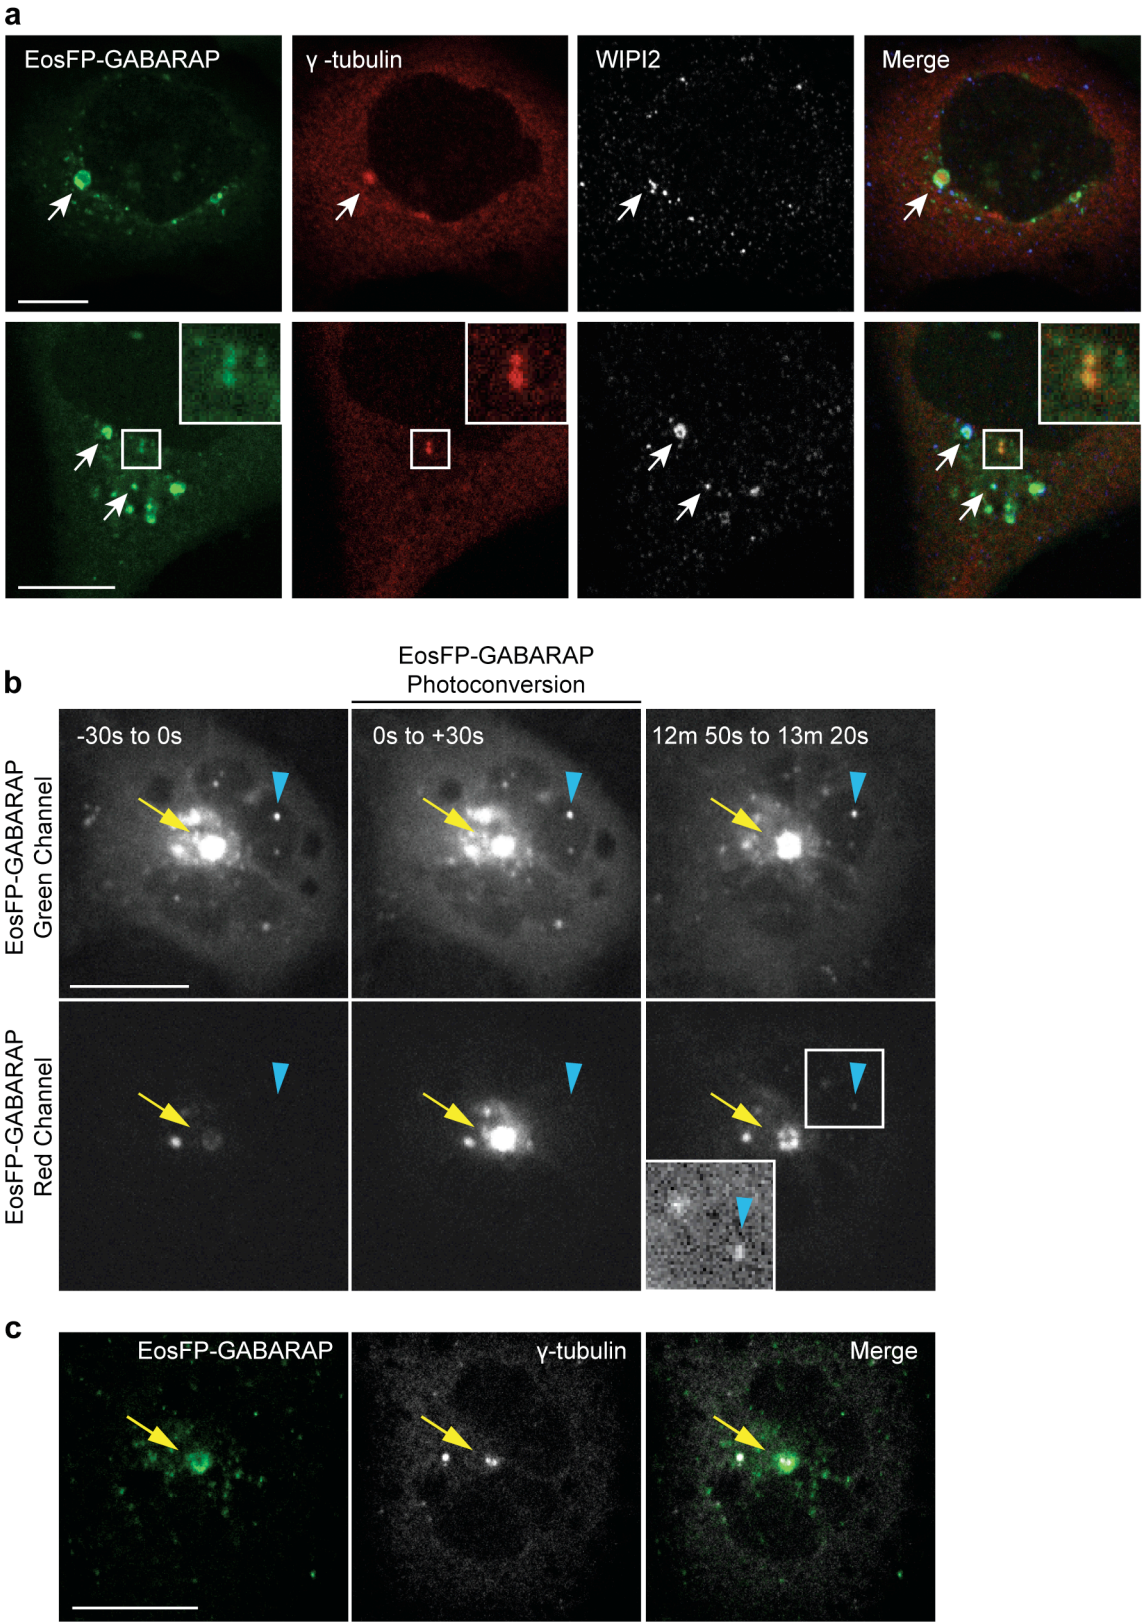 a
EosFP-GABARAP
γ -tubulin
WIPI2
Merge
b
EosFP-GABARAP
Photoconversion
EosFP-GABARAP
Green Channel
-30s to 0s
0s to +30s
12m 50s to 13m 20s
EosFP-GABARAP
Red Channel
c
EosFP-GABARAP
γ-tubulin
Merge